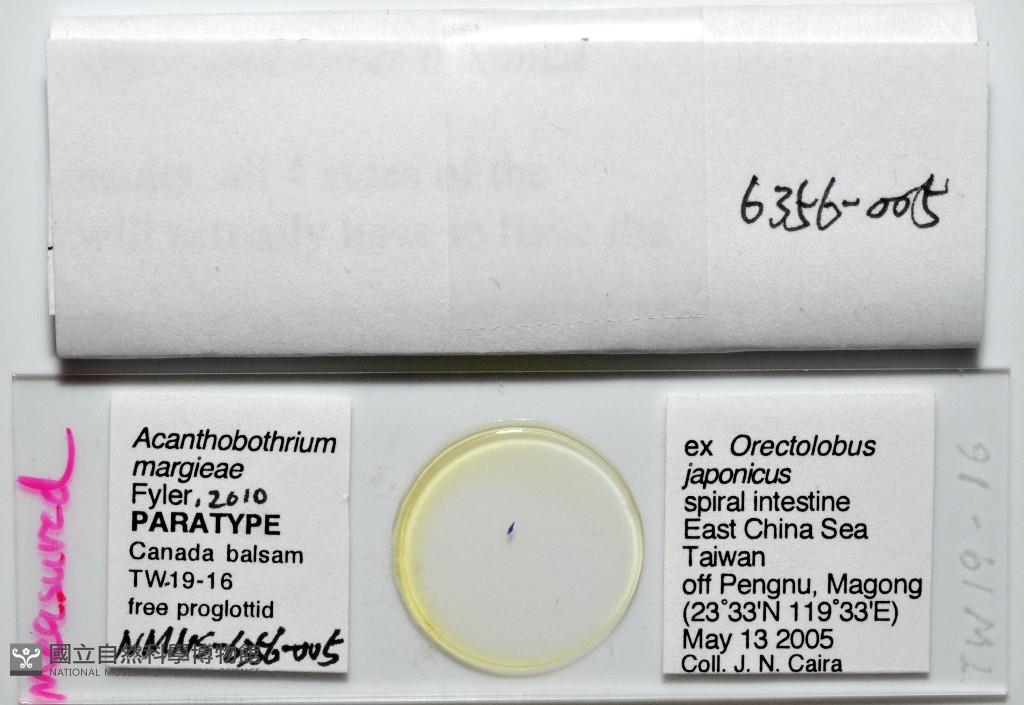 6356-005
measured
Acanthobothrium
margieae
Fyler, 2010
PARATYPE
Canada balsam
TW-19-16
free proglottid
NMNS-6356-005
ex Orectolobus
japonicus
spiral intestine
East China Sea
Taiwan
off Pengnu, Magong
(23°33'N 119°33'E)
May 13 2005
Coll. J. N. Caira
TW19-16
國立自然科學博物館